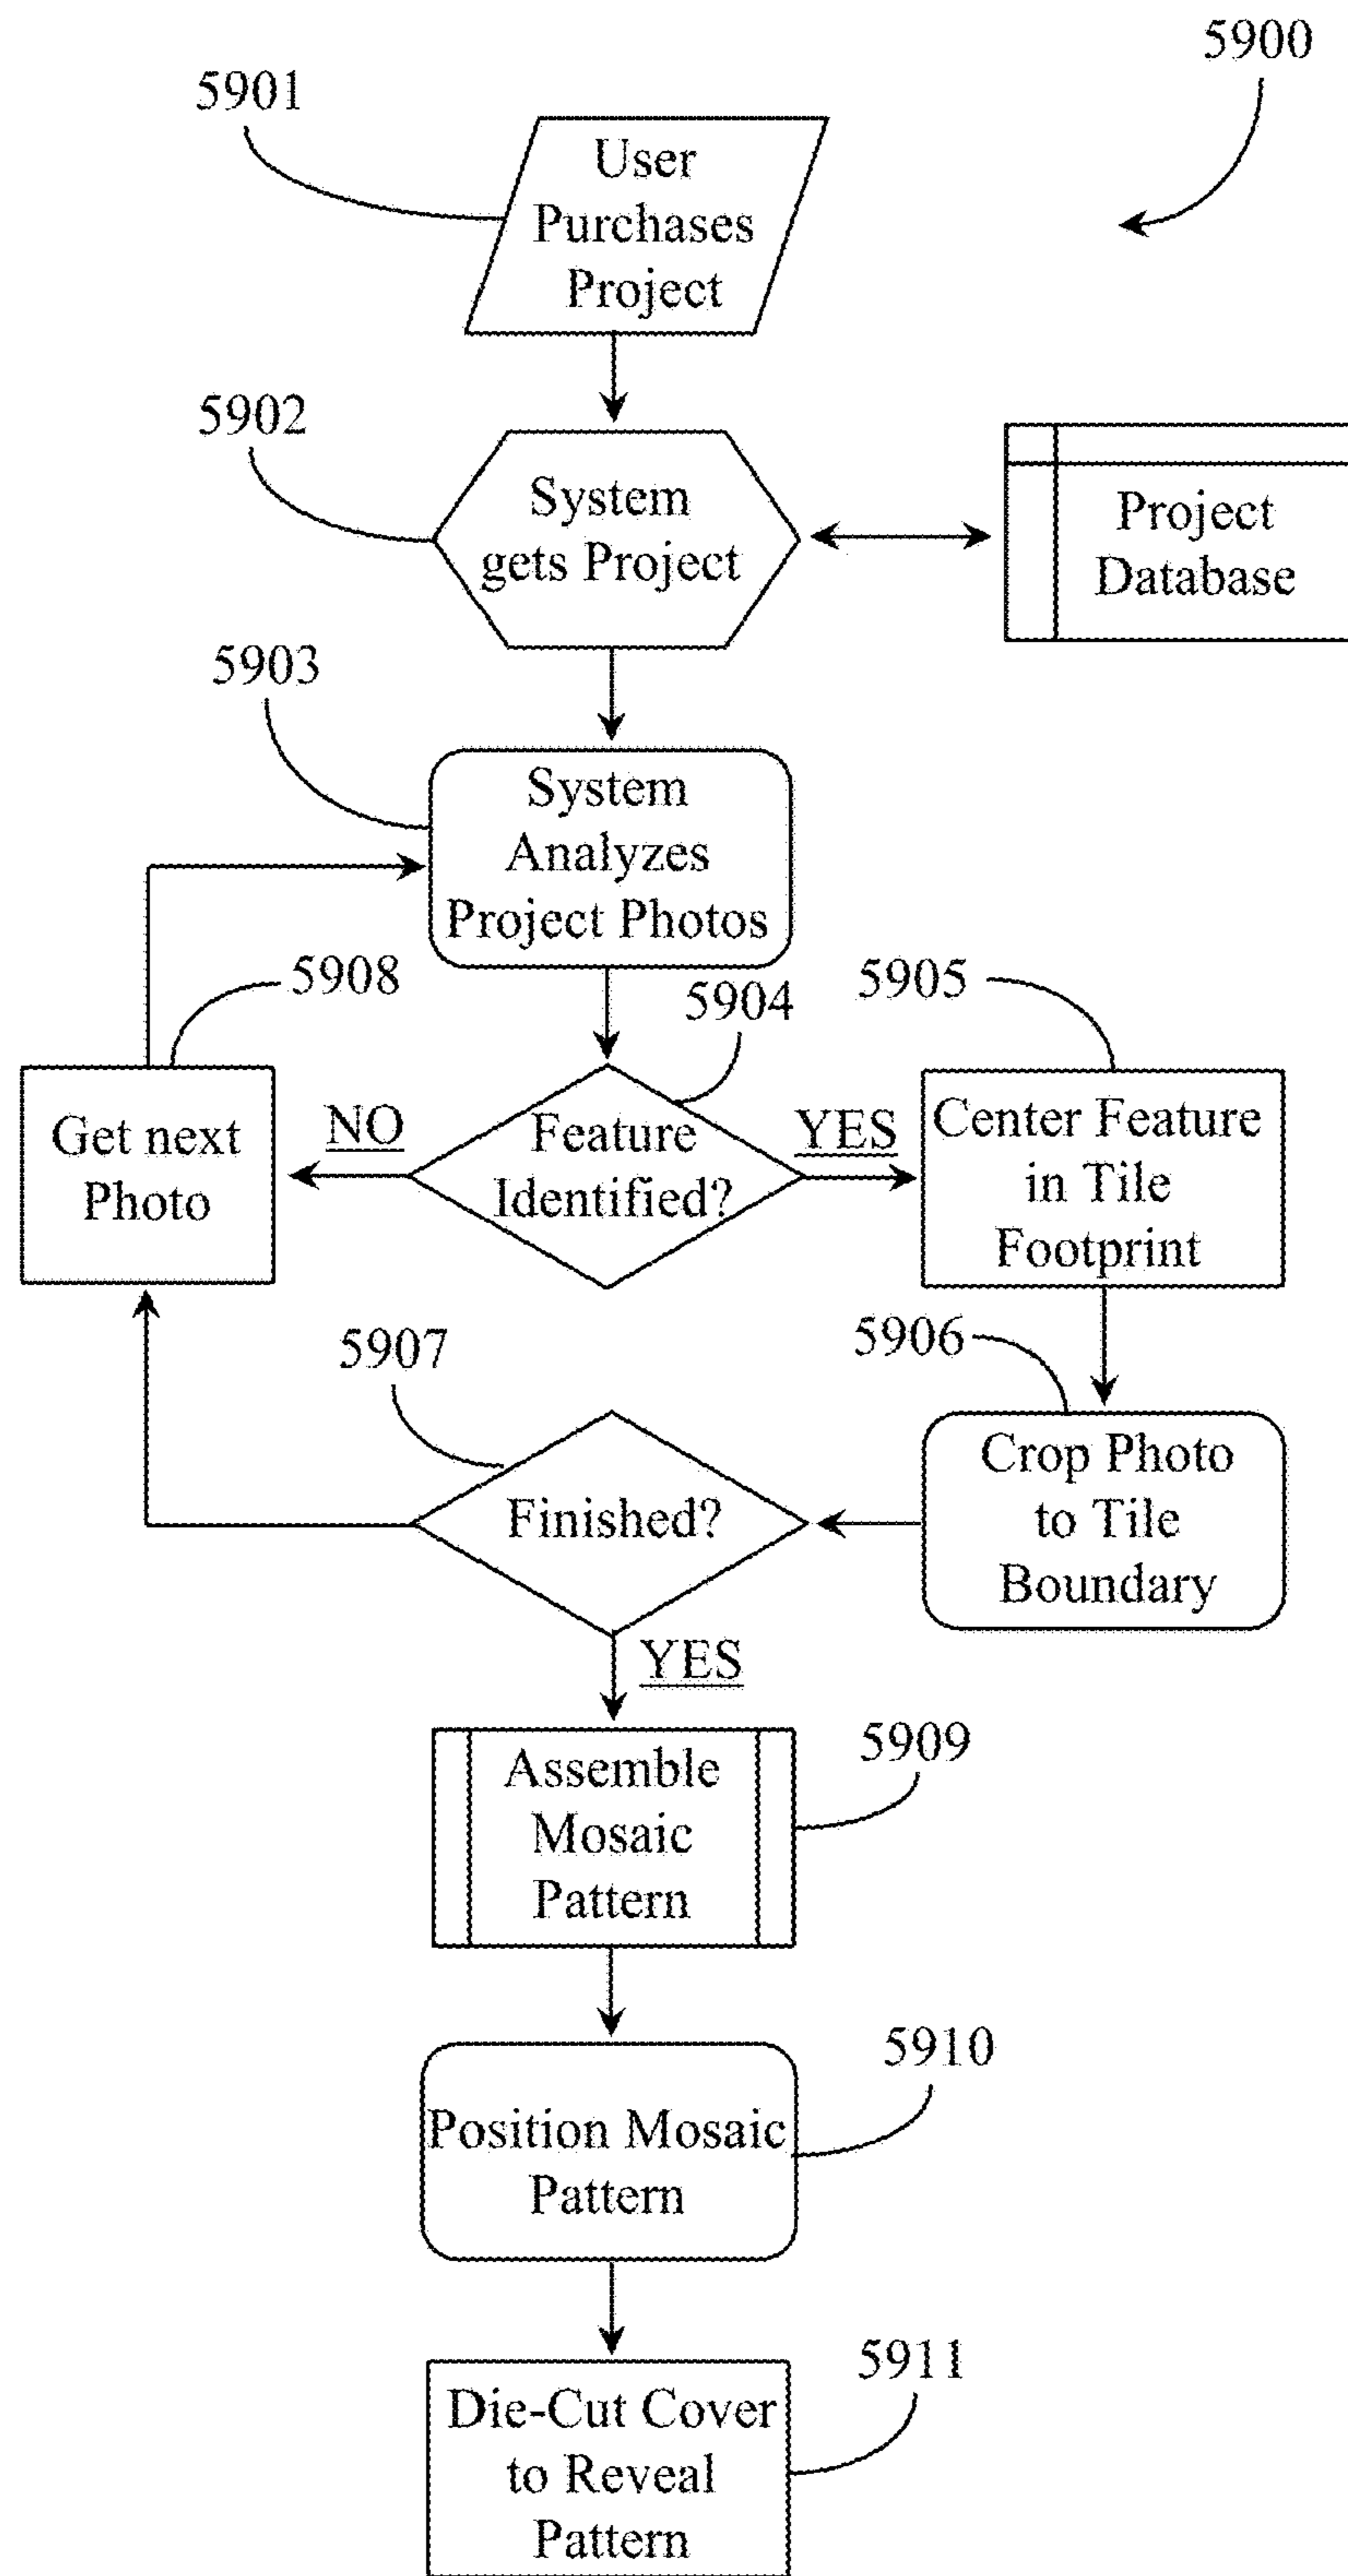 5900
5901
User
Purchases
Project
5902
System
gets Project
Project
Database
5903
System
Analyzes
Project Photos
5908
5904
5905
Get next
Photo
NO
Feature
Identified?
YES
Center Feature
in Tile
Footprint
5907
5906
Finished?
Crop Photo
to Tile
Boundary
YES
Assemble
Mosaic
Pattern
5909
Position Mosaic
Pattern
5910
Die-Cut Cover
to Reveal
Pattern
5911